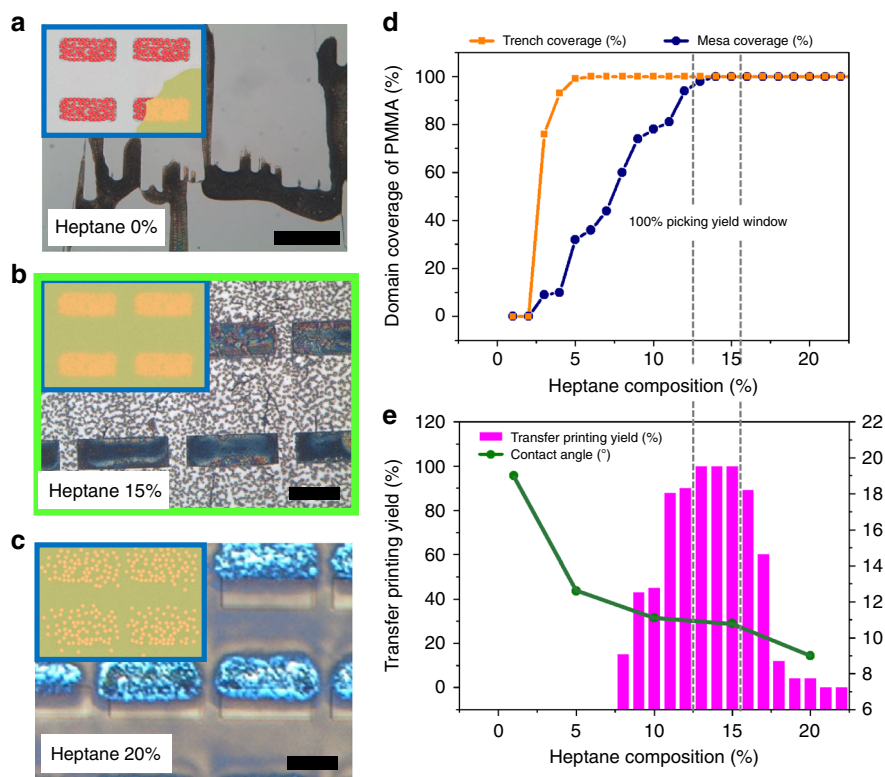 a
Heptane 0%
b
Heptane 15%
c
Heptane 20%
d
Trench coverage (%)
Mesa coverage (%)
Domain coverage of PMMA (%)
100
80
60
40
20
0
100% picking yield window
0 5 10 15 20
Heptane composition (%)
e
Transfer printing yield (%)
Contact angle (°)
Transfer printing yield (%)
120
100
80
60
40
20
0
22
20
18
16
14
12
10
8
6
0 5 10 15 20
Heptane composition (%)